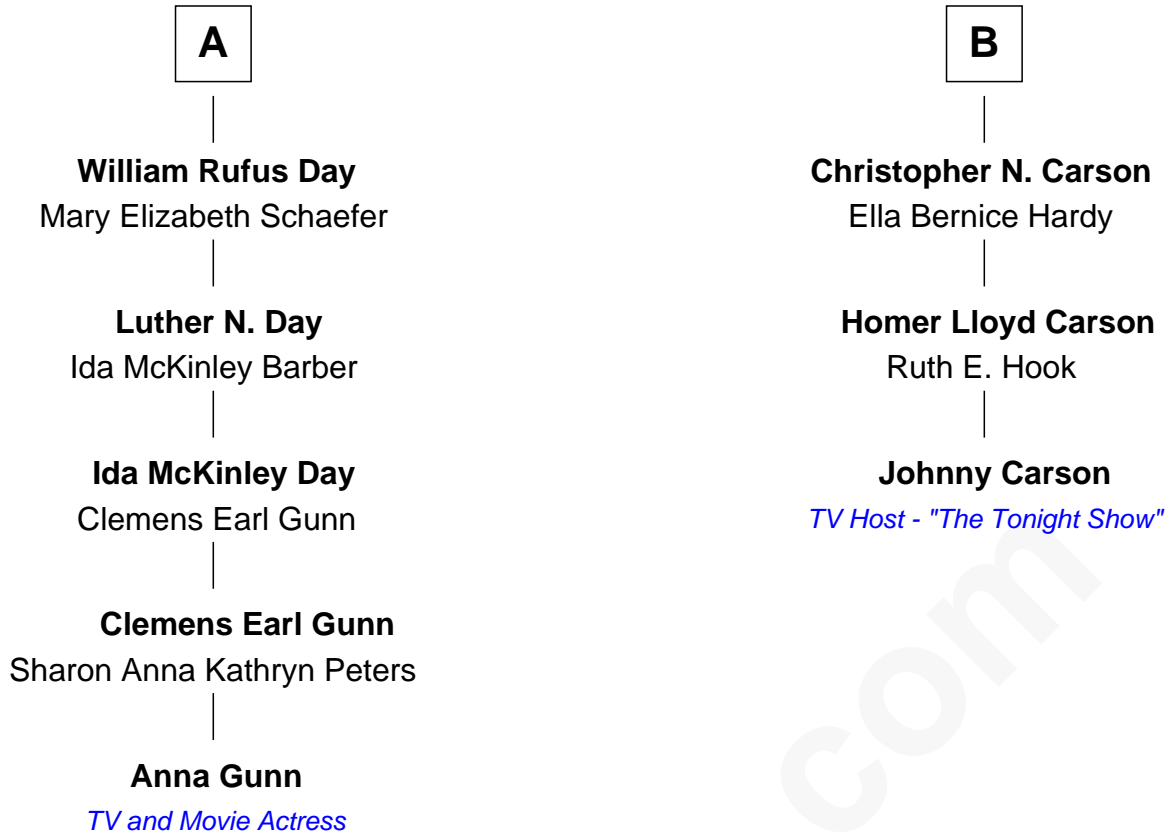 A
William Rufus Day
Mary Elizabeth Schaefer
Luther N. Day
Ida McKinley Barber
Ida McKinley Day
Clemens Earl Gunn
Clemens Earl Gunn
Sharon Anna Kathryn Peters
Anna Gunn
TV and Movie Actress
B
Christopher N. Carson
Ella Bernice Hardy
Homer Lloyd Carson
Ruth E. Hook
Johnny Carson
TV Host - "The Tonight Show"
com